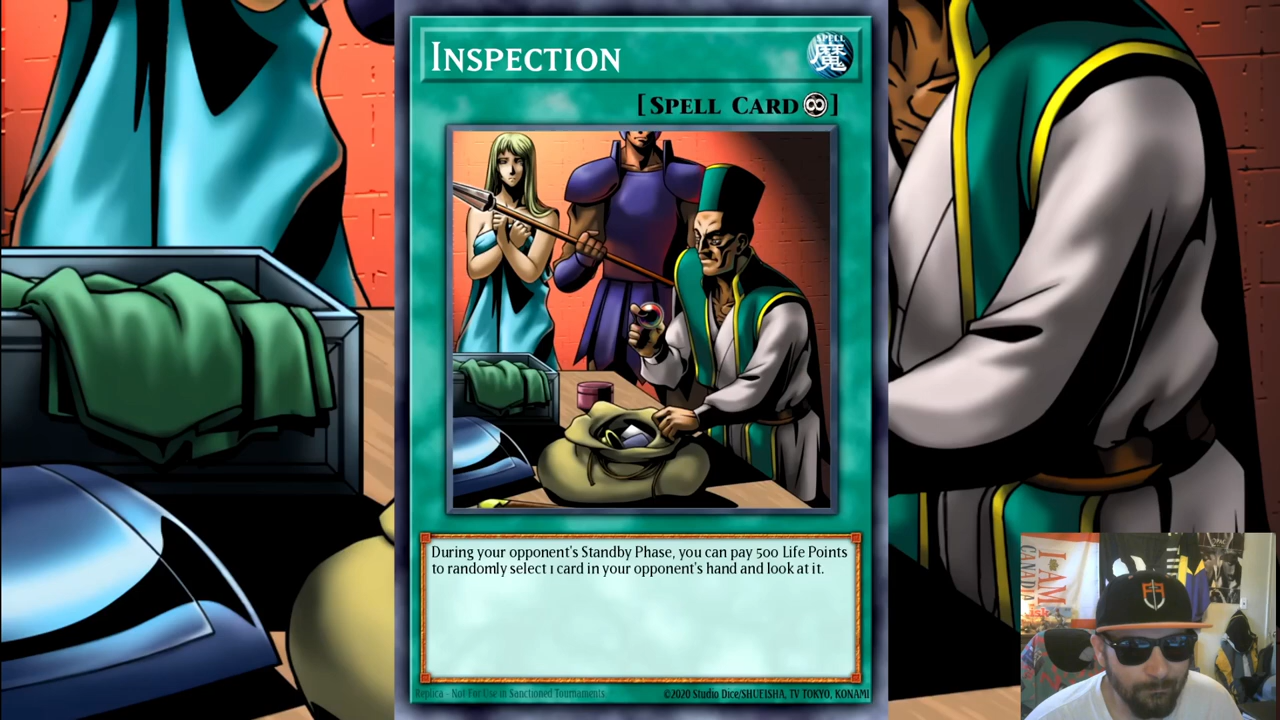 INSPECTION
SPELL
魔
[SPELL CARD]
During your opponent's Standby Phase, you can pay 500 Life Points
to randomly select 1 card in your opponent's hand and look at it.
Replica - Not For Use in Sanctioned Tournaments
©2020 Studio Dice/SHUEISHA, TV TOKYO, KONAMI
I AM
CANADIA